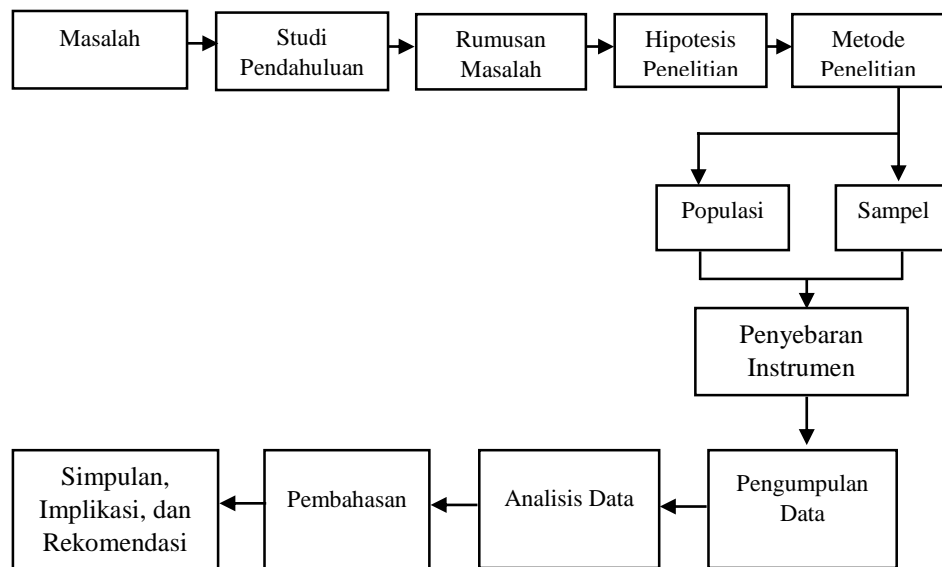 Masalah
Studi
Pendahuluan
Rumusan
Masalah
Hipotesis
Penelitian
Metode
Penelitian
Populasi
Sampel
Penyebaran
Instrumen
Simpulan,
Implikasi, dan
Rekomendasi
Pembahasan
Analisis Data
Pengumpulan
Data